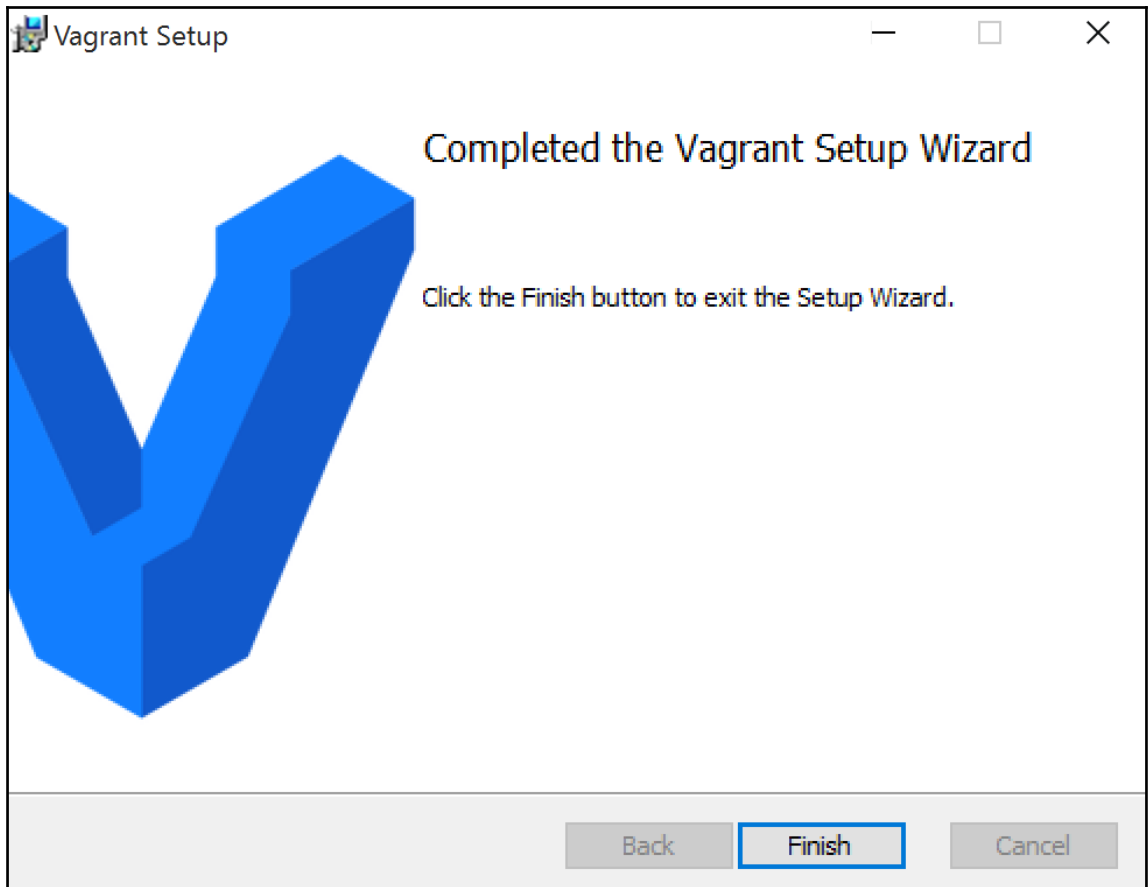 Vagrant Setup
Completed the Vagrant Setup Wizard
Click the Finish button to exit the Setup Wizard.
Back
Finish
Cancel